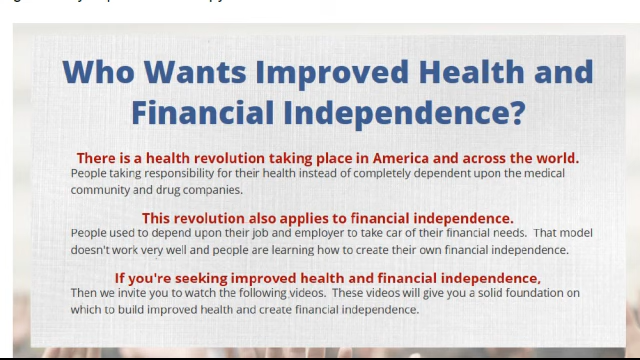 Who Wants Improved Health and
Financial Independence?
There is a health revolution taking place in America and across the world.
People taking responsibility for their health instead of completely dependent upon the medical
community and drug companies.
This revolution also applies to financial independence.
People used to depend upon their job and employer to take car of their financial needs. That model
doesn't work very well and people are learning how to create their own financial independence.
If you're seeking improved health and financial independence,
Then we invite you to watch the following videos. These videos will give you a solid foundation on
which to build improved health and create financial independence.